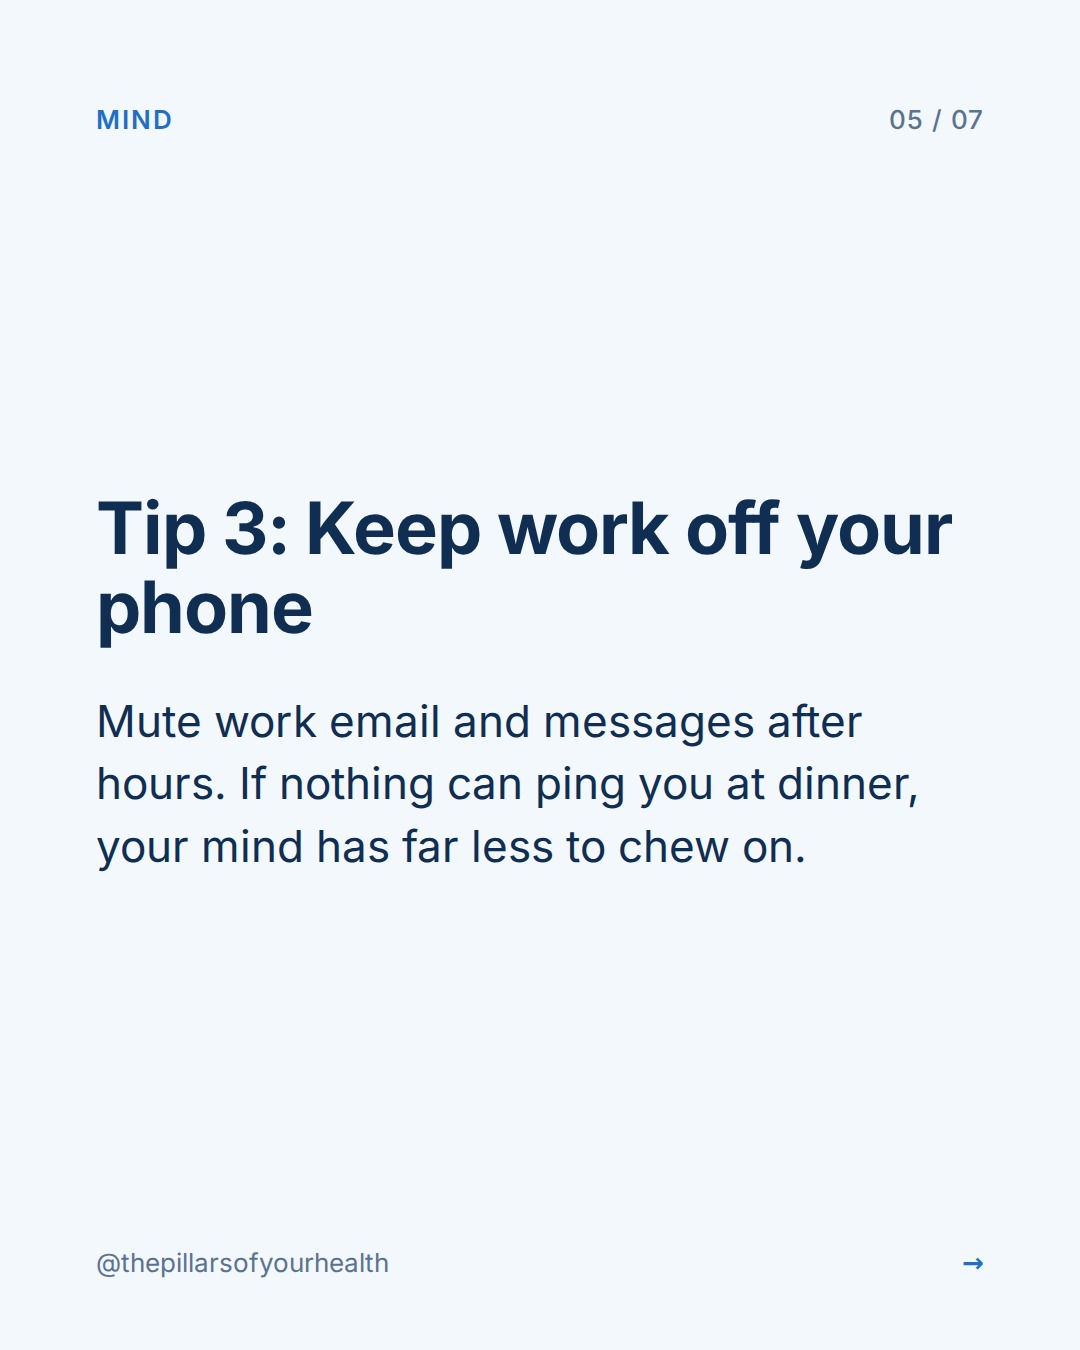 MIND
05 / 07
Tip 3: Keep work off your
phone
Mute work email and messages after
hours. If nothing can ping you at dinner,
your mind has far less to chew on.
@thepillarsofyourhealth
→